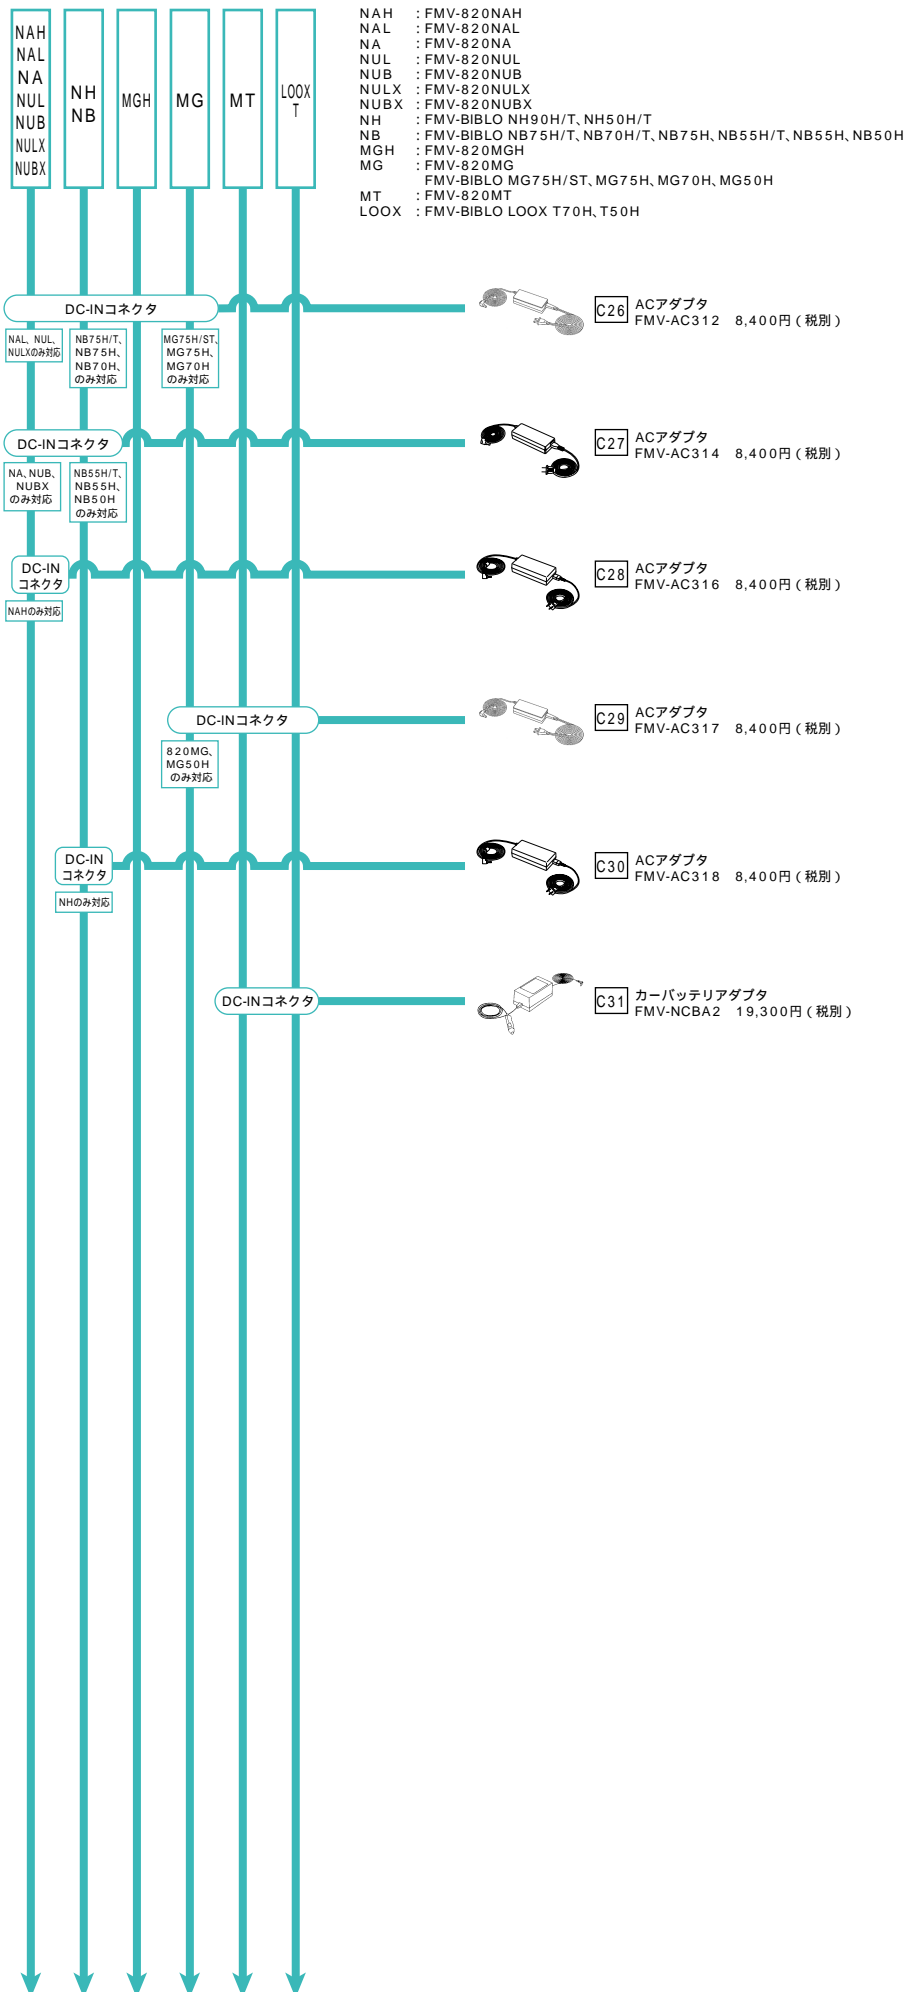 NAH
NAL
NA
NUL
NUB
NULX
NUBX
NH
NB
MGH
MG
MT
LOOX
T
NAH : FMV-820NAH
NAL : FMV-820NAL
NA : FMV-820NA
NUL : FMV-820NUL
NUB : FMV-820NUB
NULX : FMV-820NULX
NUBX : FMV-820NUBX
NH : FMV-BIBLO NH90H/T、NH50H/T
NB : FMV-BIBLO NB75H/T、NB70H/T、NB75H、NB55H/T、NB55H、NB50H
MGH : FMV-820MGH
MG : FMV-820MG
FMV-BIBLO MG75H/ST、MG75H、MG70H、MG50H
MT : FMV-820MT
LOOX : FMV-BIBLO LOOX T70H、T50H
DC-INコネクタ
NAL、NUL、
NULXのみ対応
NB75H/T、
NB75H、
NB70H、
のみ対応
MG75H/ST、
MG75H、
MG70H
のみ対応
C26 ACアダプタ
FMV-AC312 8,400円（税別）
DC-INコネクタ
NA、NUB、
NUBX
のみ対応
NB55H/T、
NB55H、
NB50H
のみ対応
C27 ACアダプタ
FMV-AC314 8,400円（税別）
DC-IN
コネクタ
NAHのみ対応
C28 ACアダプタ
FMV-AC316 8,400円（税別）
DC-INコネクタ
820MG、
MG50H
のみ対応
C29 ACアダプタ
FMV-AC317 8,400円（税別）
DC-IN
コネクタ
NHのみ対応
C30 ACアダプタ
FMV-AC318 8,400円（税別）
DC-INコネクタ
C31 カーバッテリアダプタ
FMV-NCBA2 19,300円（税別）